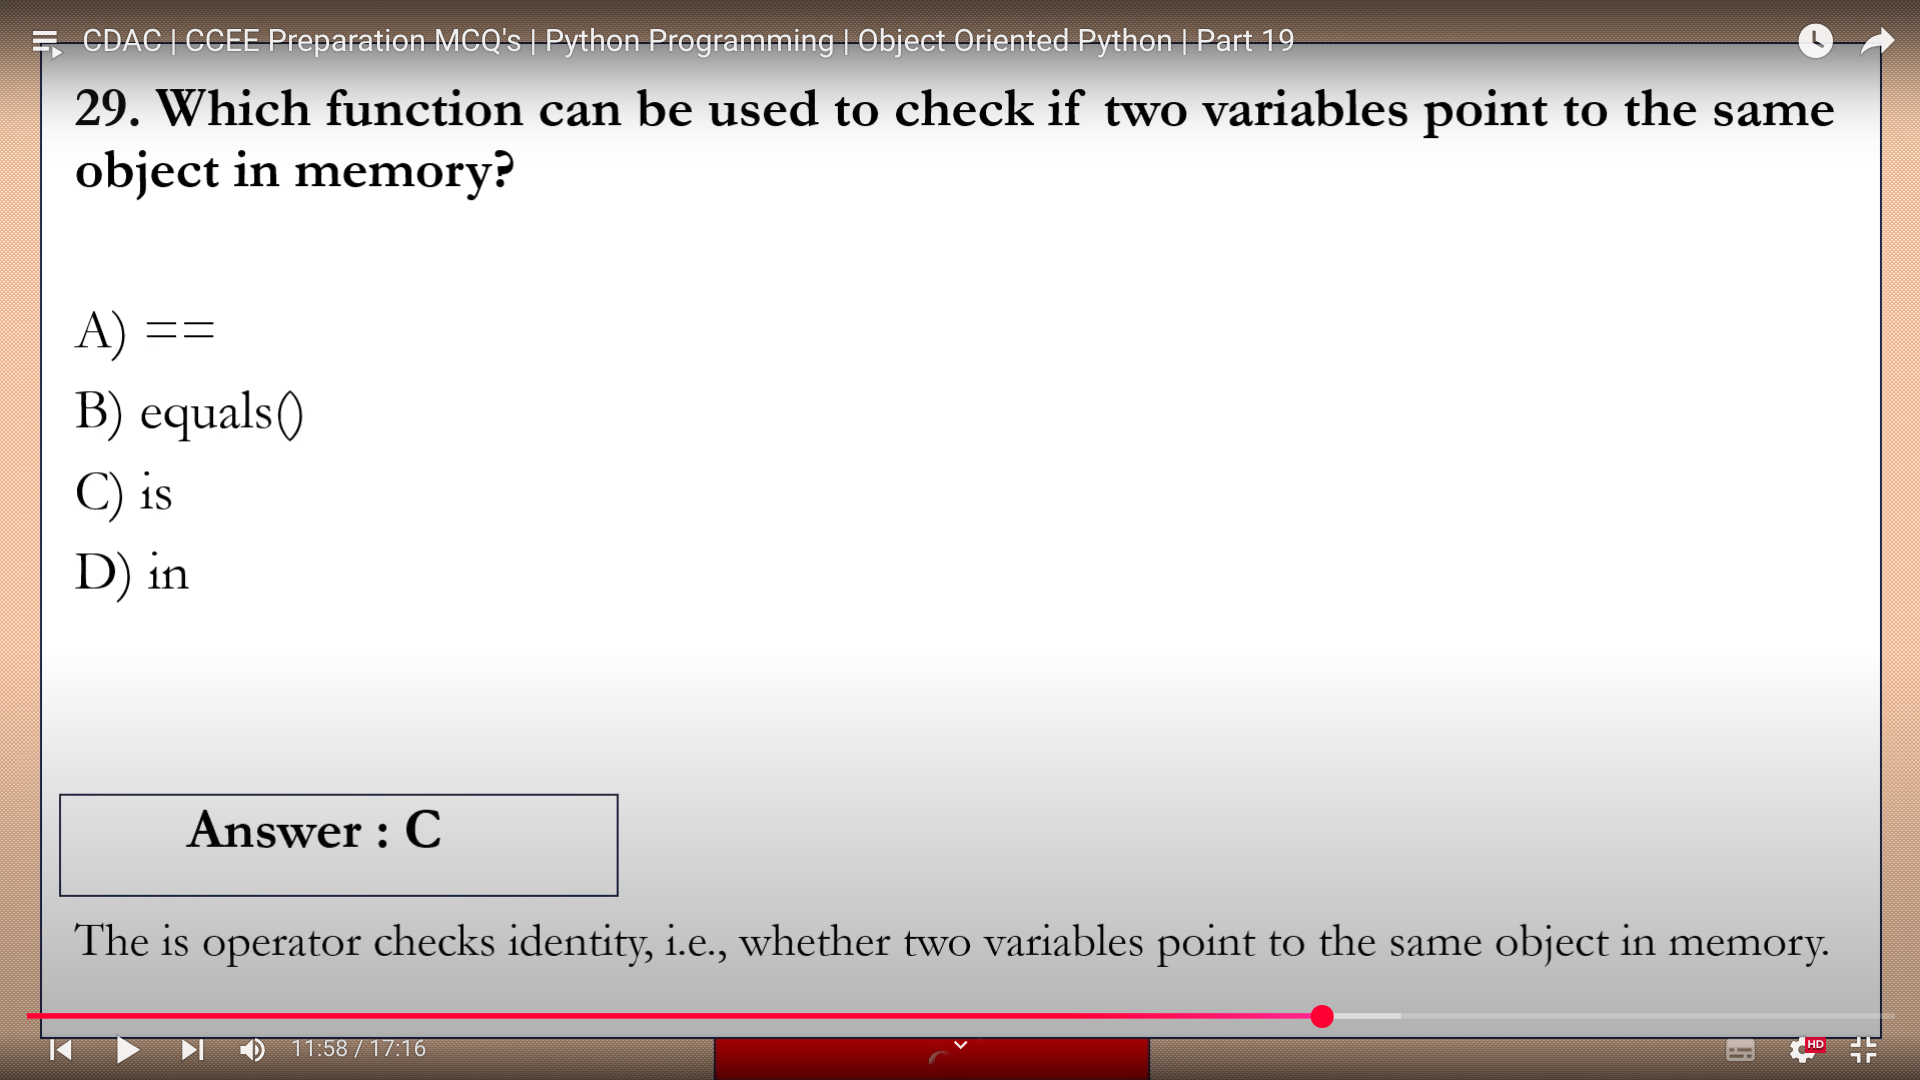 CDAC | CCEE Preparation MCQ's | Python Programming | Object Oriented Python | Part 19
29. Which function can be used to check if two variables point to the same
object in memory?
A) ==
B) equals()
C) is
D) in
Answer : C
The is operator checks identity, i.e., whether two variables point to the same object in memory.
11:58 / 17:16
HD